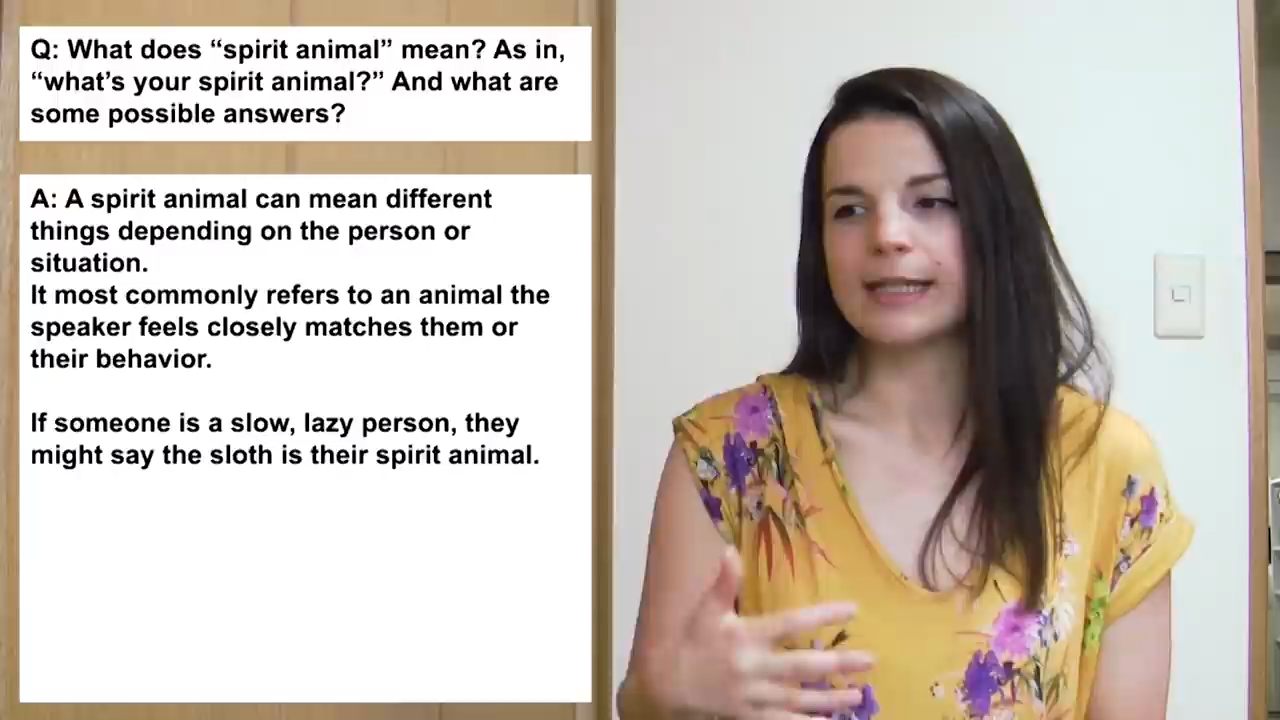 Q: What does “spirit animal” mean? As in,
“what’s your spirit animal?” And what are
some possible answers?
A: A spirit animal can mean different
things depending on the person or
situation.
It most commonly refers to an animal the
speaker feels closely matches them or
their behavior.
If someone is a slow, lazy person, they
might say the sloth is their spirit animal.